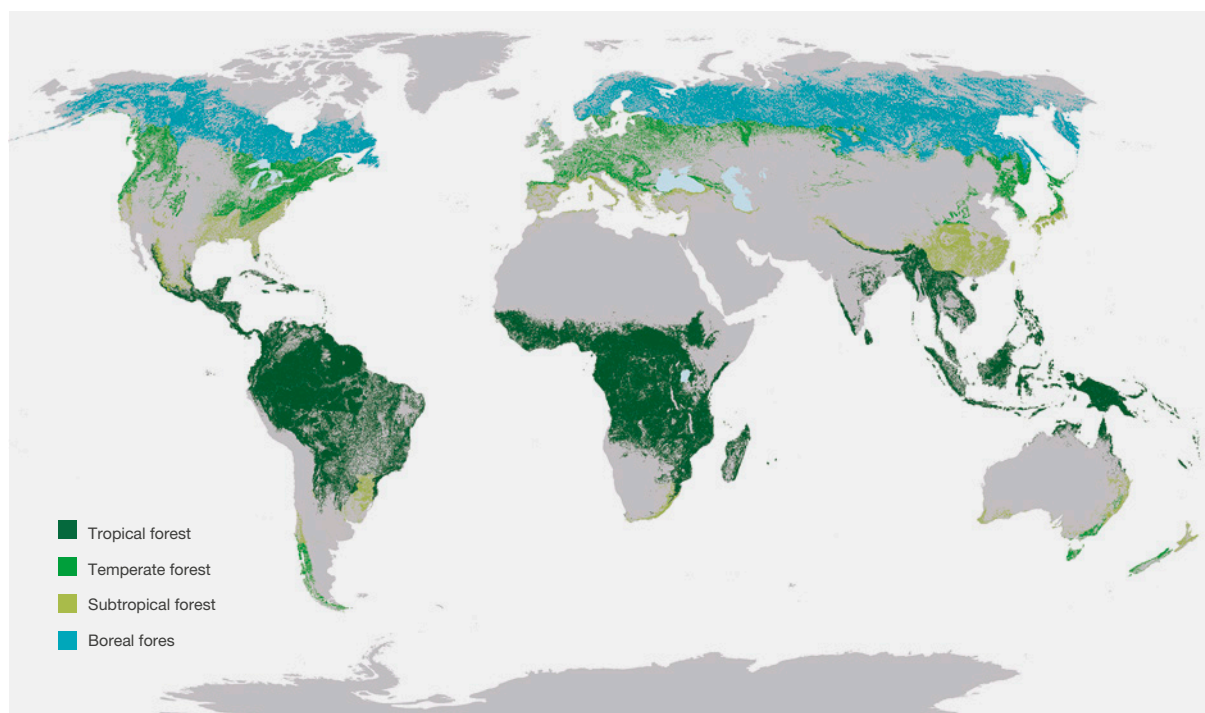 Tropical forest
Temperate forest
Subtropical forest
Boreal fores